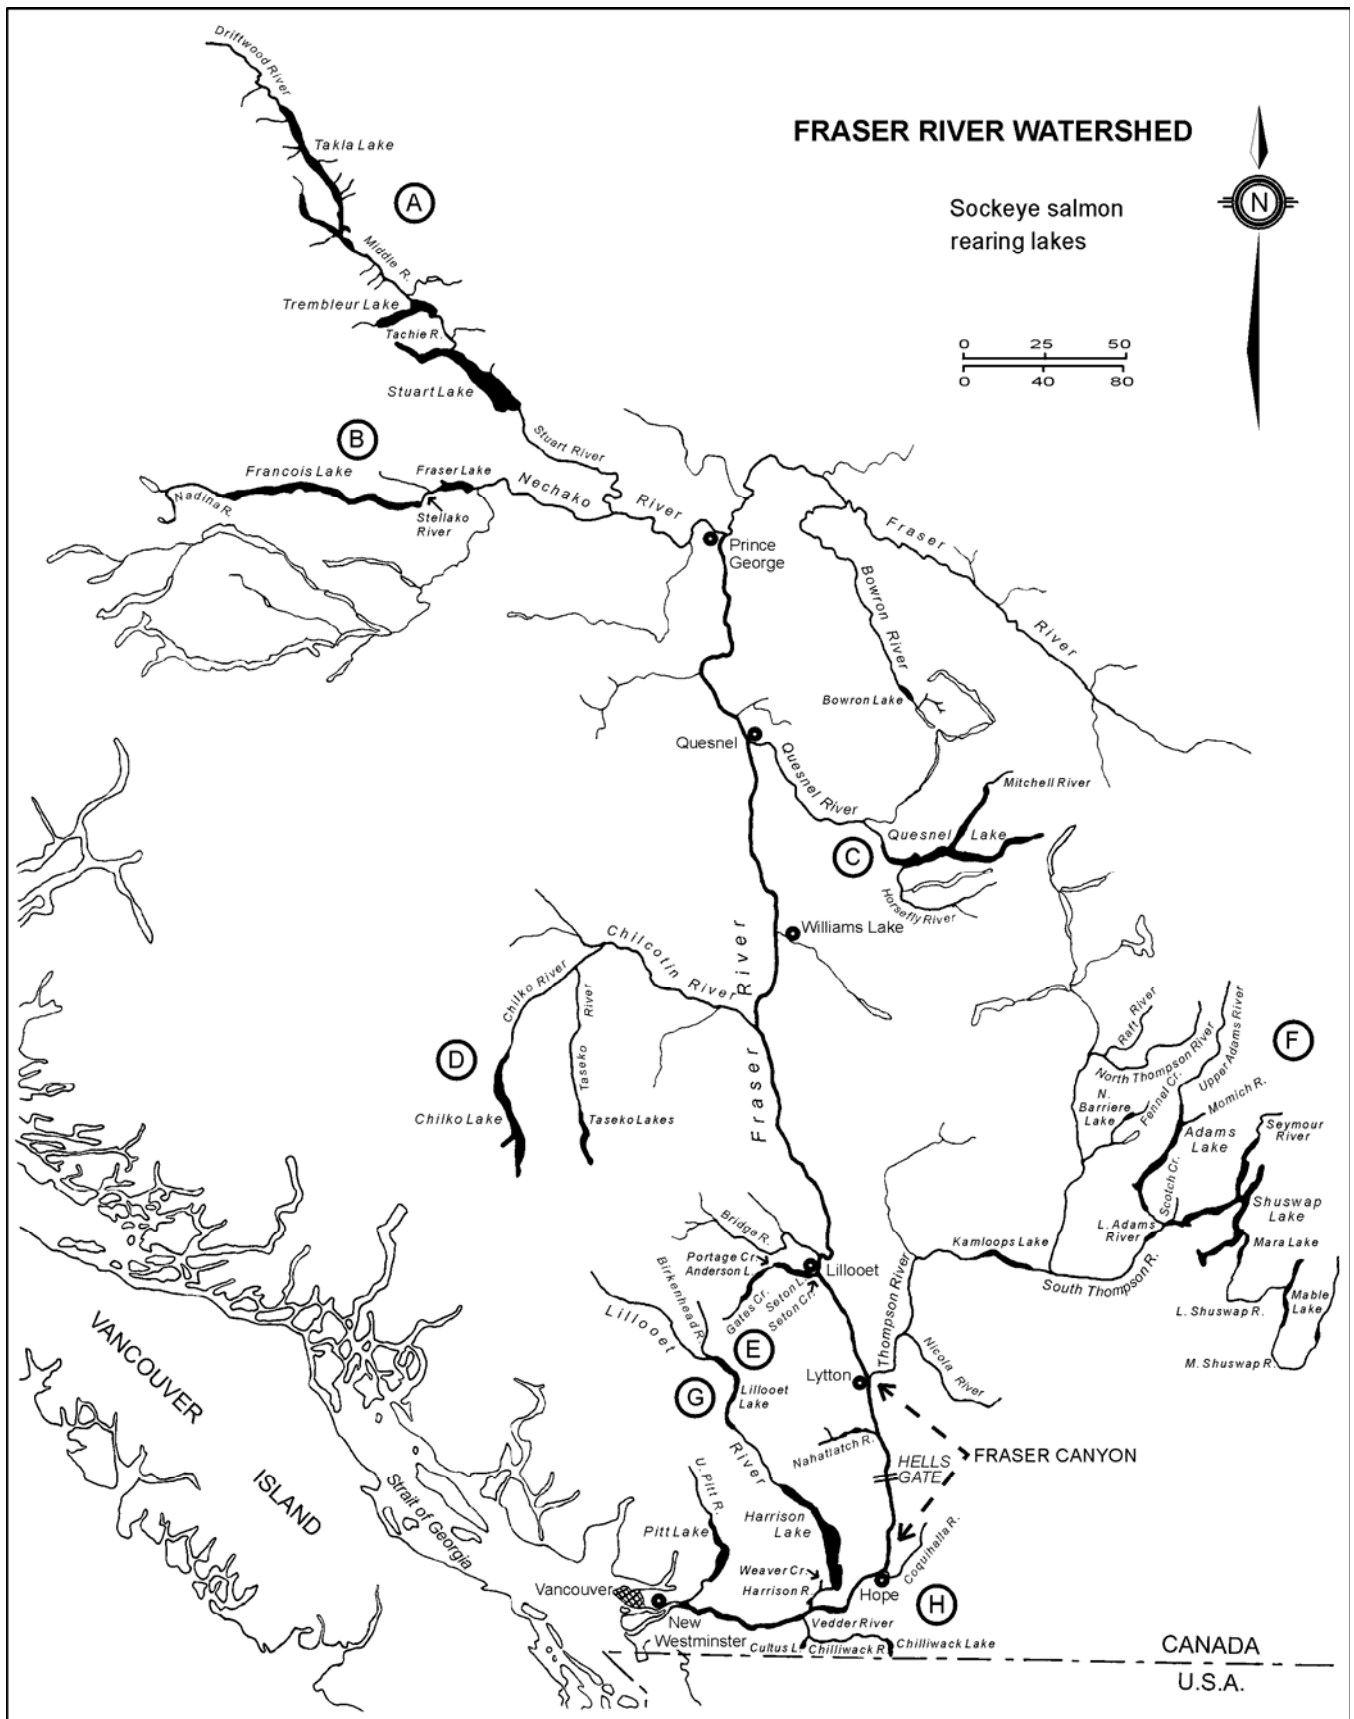 Driftwood River
FRASER RIVER WATERSHED
Takla Lake
A
N
Sockeye salmon
rearing lakes
Middle R.
Trembleur Lake
Tachie R.
0 25 50
0 40 80
Stuart Lake
B
Stuart River
Francois Lake
Fraser Lake
Nechako
River
Nadina R.
Stellako
River
Fraser
River
Prince
George
Bowron River
Bowron Lake
Quesnel
Quesnel River
Mitchell River
Quesnel Lake
C
Horsefly River
Williams Lake
Chilcotin River
River
Chilko River
Taseko River
D
Fraser
Chilko Lake
Taseko Lakes
Raft River
North Thompson River
Upper Adams River
F
N.
Barriere
Lake
Fennel Cr.
Momich R.
Adams
Lake
Seymour
River
Scotch Cr.
Shuswap
Lake
L. Adams
River
Mara Lake
Bridge R.
Kamloops Lake
Portage Cr.
Anderson L.
Lillooet
South Thompson R.
Birkenhead R.
Gates Cr.
Seton L.
Seton Cr.
Thompson River
Mable
Lake
L. Shuswap R.
Lillooet
E
M. Shuswap R.
VANCOUVER
ISLAND
G
Lillooet
Lake
Lytton
Nicola River
River
Nahatlatch R.
HELLS
GATE
FRASER CANYON
U. Pitt R.
Strait of Georgia
Pitt Lake
Harrison
Lake
Coquihalla R.
Weaver Cr.
Harrison R.
Hope
H
Vancouver
New
Westminster
Vedder River
Cultus L.
Chilliwack R.
Chilliwack Lake
CANADA
U.S.A.